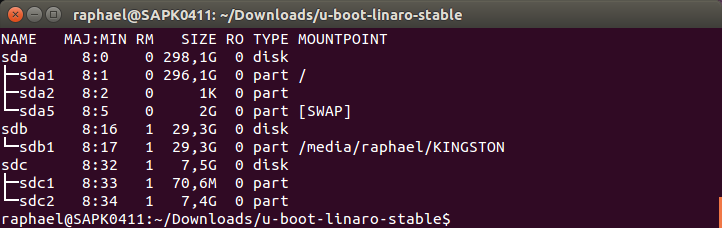 raphael@SAPK0411: ~/Downloads/u-boot-linaro-stable
NAME   MAJ:MIN RM   SIZE RO TYPE MOUNTPOINT
sda      8:0    0 298,1G  0 disk
├─sda1   8:1    0 296,1G  0 part /
├─sda2   8:2    0     1K  0 part
└─sda5   8:5    0     2G  0 part [SWAP]
sdb      8:16   1  29,3G  0 disk
└─sdb1   8:17   1  29,3G  0 part /media/raphael/KINGSTON
sdc      8:32   1   7,5G  0 disk
├─sdc1   8:33   1  70,6M  0 part
└─sdc2   8:34   1   7,4G  0 part
raphael@SAPK0411:~/Downloads/u-boot-linaro-stable$